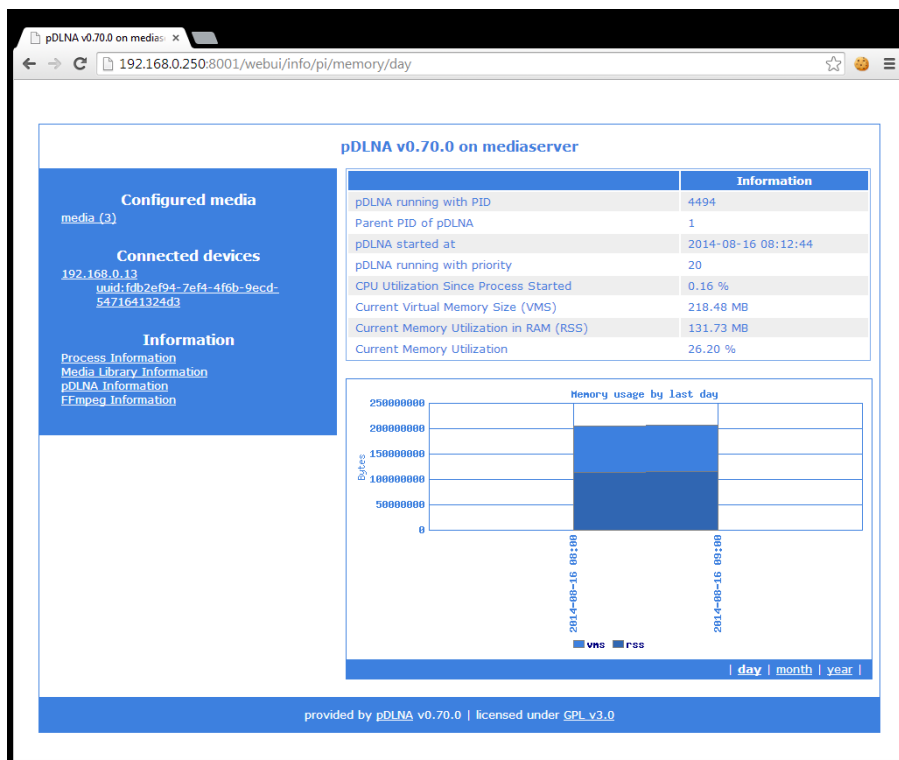 pDLNA v0.70.0 on medias
192.168.0.250:8001/webui/info/pi/memory/day
pDLNA v0.70.0 on mediaserver
Configured media
media (3)
Connected devices
192.168.0.13
uuid:fdb2ef94-7ef4-4f6b-9ecd-
5471641324d3
Information
Process Information
Media Library Information
pDLNA Information
FFmpeg Information
Information
pDLNA running with PID 4494
Parent PID of pDLNA 1
pDLNA started at 2014-08-16 08:12:44
pDLNA running with priority 20
CPU Utilization Since Process Started 0.16 %
Current Virtual Memory Size (VMS) 218.48 MB
Current Memory Utilization in RAM (RSS) 131.73 MB
Current Memory Utilization 26.20 %
Memory usage by last day
250000000
200000000
150000000
100000000
50000000
0
Bytes
2014-08-16 08:00
2014-08-16 09:00
vms rss
| day | month | year |
provided by pDLNA v0.70.0 | licensed under GPL v3.0